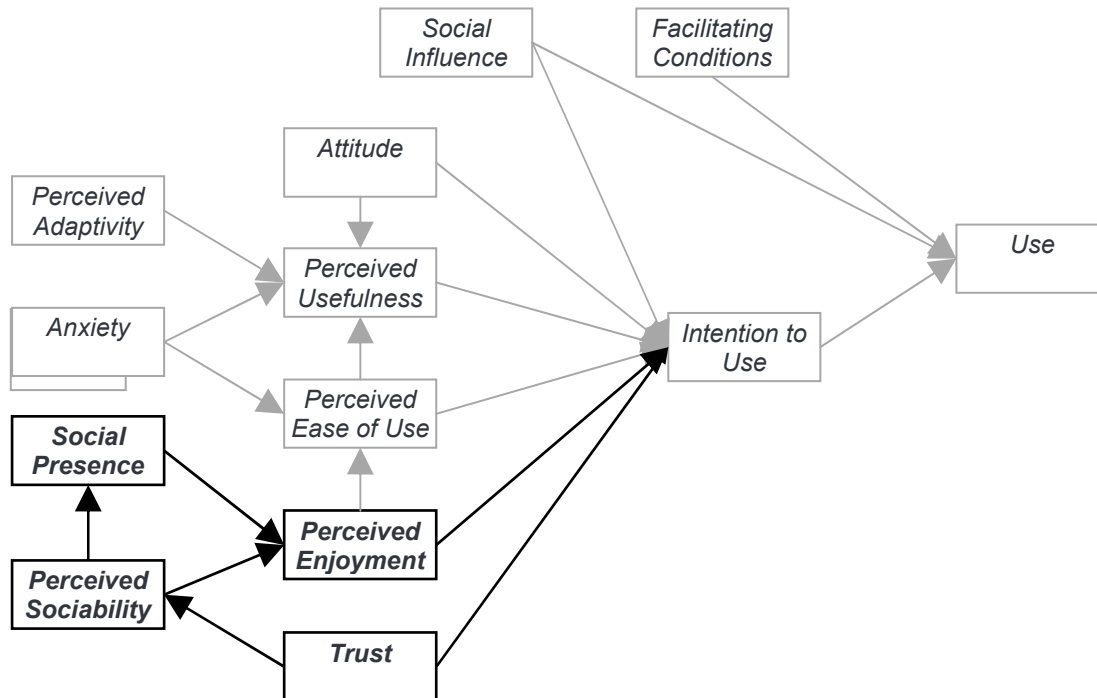 Social
Influence
Facilitating
Conditions
Attitude
Perceived
Adaptivity
Use
Perceived
Usefulness
Anxiety
Intention to
Use
Perceived
Ease of Use
Social
Presence
Perceived
Enjoyment
Perceived
Sociability
Trust